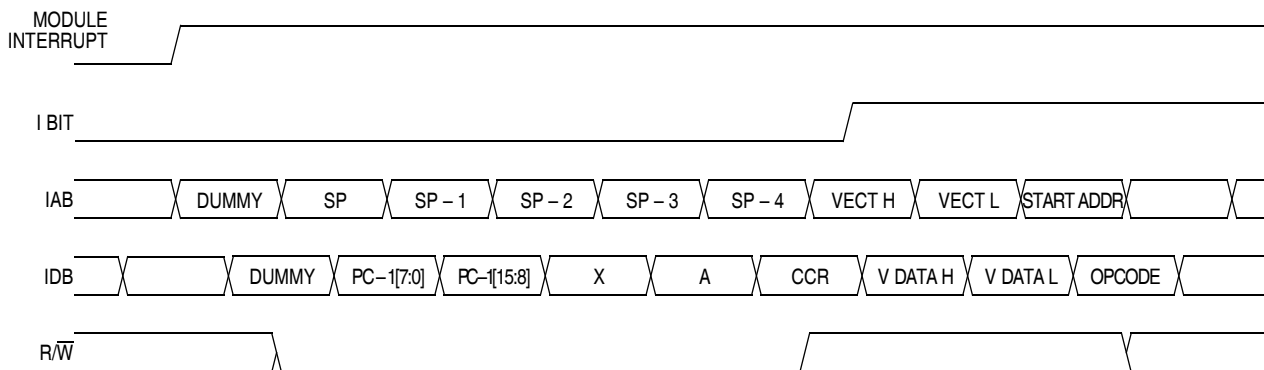 MODULE
INTERRUPT
I BIT
IAB DUMMY SP SP – 1 SP – 2 SP – 3 SP – 4 VECT H VECT L START ADDR
IDB DUMMY PC – 1[7:0] PC–1[15:8] X A CCR V DATA H V DATA L OPCODE
R/W̅